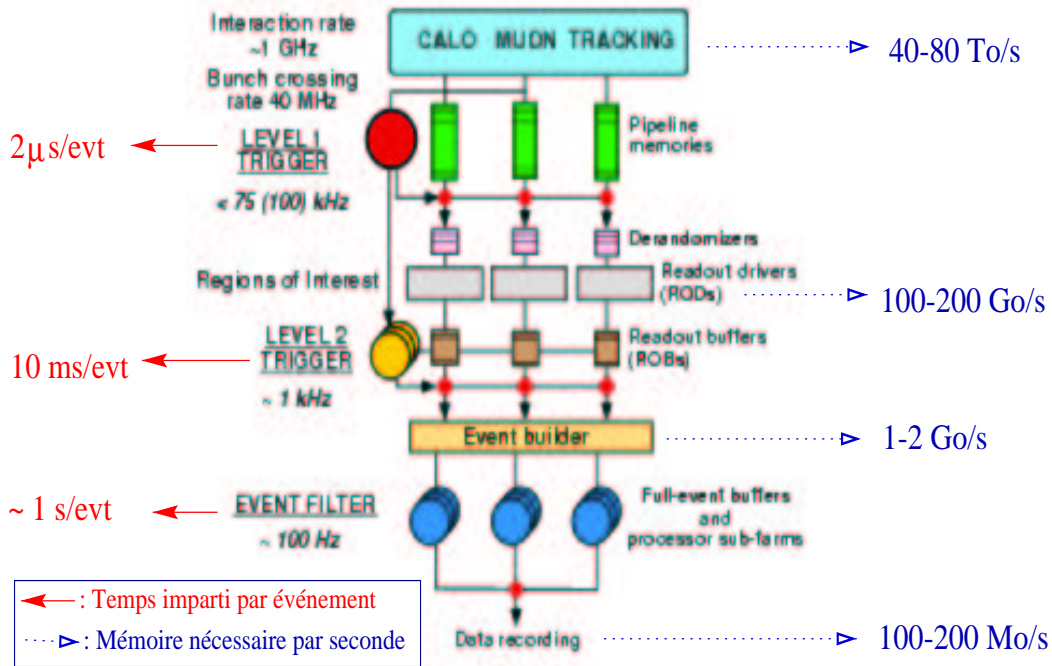 Interaction rate
~1 GHz
CALO MUON TRACKING
40-80 To/s
Bunch crossing
rate 40 MHz
2μs/evt
LEVEL 1
TRIGGER
Pipeline
memories
< 75 (100) kHz
Derandomizers
Regions of Interest
Readout drivers
(RODs)
100-200 Go/s
10 ms/evt
LEVEL 2
TRIGGER
Readout buffers
(ROBs)
~ 1 kHz
Event builder
1-2 Go/s
~ 1 s/evt
EVENT FILTER
~ 100 Hz
Full-event buffers
and
processor sub-farms
: Temps imparti par événement
: Mémoire nécessaire par seconde
Data recording
100-200 Mo/s